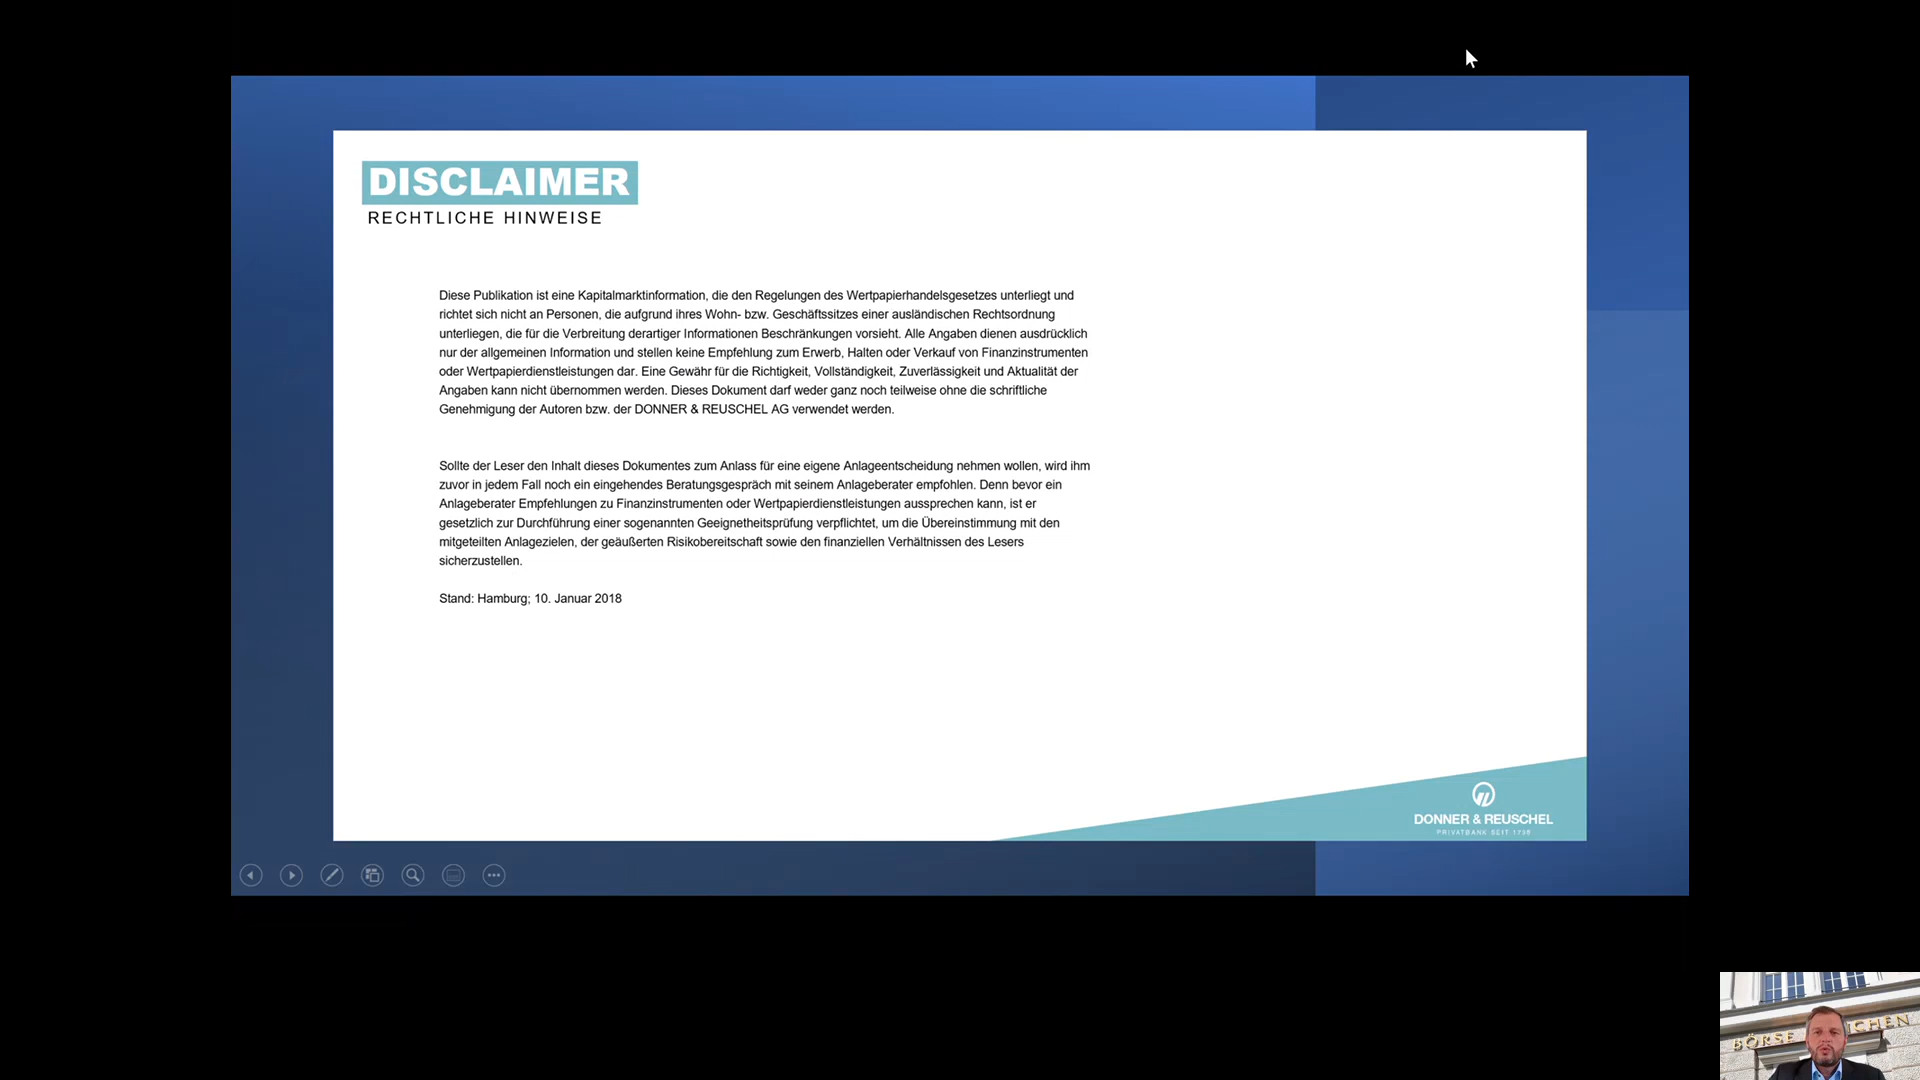 DISCLAIMER
RECHTLICHE HINWEISE
Diese Publikation ist eine Kapitalmarktinformation, die den Regelungen des Wertpapierhandelsgesetzes unterliegt und
richtet sich nicht an Personen, die aufgrund ihres Wohn- bzw. Geschäftssitzes einer ausländischen Rechtsordnung
unterliegen, die für die Verbreitung derartiger Informationen Beschränkungen vorsieht. Alle Angaben dienen ausdrücklich
nur der allgemeinen Information und stellen keine Empfehlung zum Erwerb, Halten oder Verkauf von Finanzinstrumenten
oder Wertpapierdienstleistungen dar. Eine Gewähr für die Richtigkeit, Vollständigkeit, Zuverlässigkeit und Aktualität der
Angaben kann nicht übernommen werden. Dieses Dokument darf weder ganz noch teilweise ohne die schriftliche
Genehmigung der Autoren bzw. der DONNER & REUSCHEL AG verwendet werden.
Sollte der Leser den Inhalt dieses Dokumentes zum Anlass für eine eigene Anlageentscheidung nehmen wollen, wird ihm
zuvor in jedem Fall noch ein eingehendes Beratungsgespräch mit seinem Anlageberater empfohlen. Denn bevor ein
Anlageberater Empfehlungen zu Finanzinstrumenten oder Wertpapierdienstleistungen aussprechen kann, ist er
gesetzlich zur Durchführung einer sogenannten Geeignetheitsprüfung verpflichtet, um die Übereinstimmung mit den
mitgeteilten Anlagezielen, der geäußerten Risikobereitschaft sowie den finanziellen Verhältnissen des Lesers
sicherzustellen.
Stand: Hamburg; 10. Januar 2018
DONNER & REUSCHEL
PRIVATBANK SEIT 1798
BÖRSE